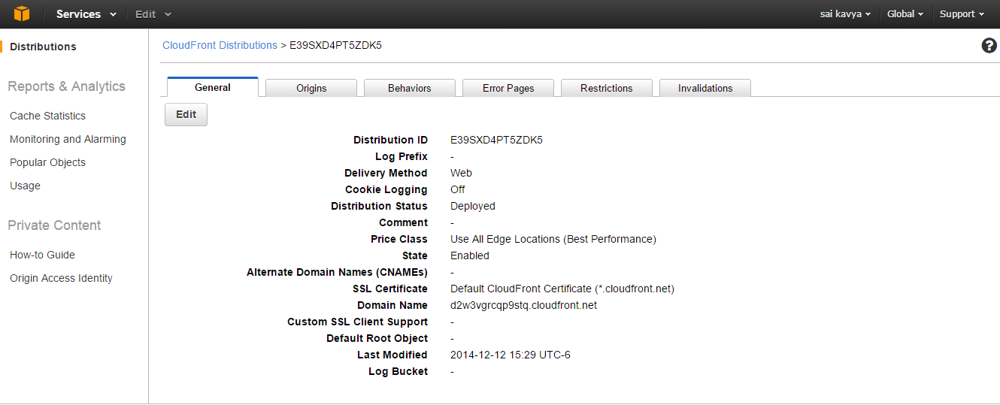 Services Edit sai kavya Global Support
Distributions
CloudFront Distributions > E39SXD4PT5ZDK5
?
Reports & Analytics
General Origins Behaviors Error Pages Restrictions Invalidations
Edit
Cache Statistics
Monitoring and Alarming
Popular Objects
Usage
Private Content
How-to Guide
Origin Access Identity
Distribution ID E39SXD4PT5ZDK5
Log Prefix -
Delivery Method Web
Cookie Logging Off
Distribution Status Deployed
Comment -
Price Class Use All Edge Locations (Best Performance)
State Enabled
Alternate Domain Names (CNAMEs) -
SSL Certificate Default CloudFront Certificate (*.cloudfront.net)
Domain Name d2w3vgrcqp9stq.cloudfront.net
Custom SSL Client Support -
Default Root Object -
Last Modified 2014-12-12 15:29 UTC-6
Log Bucket -